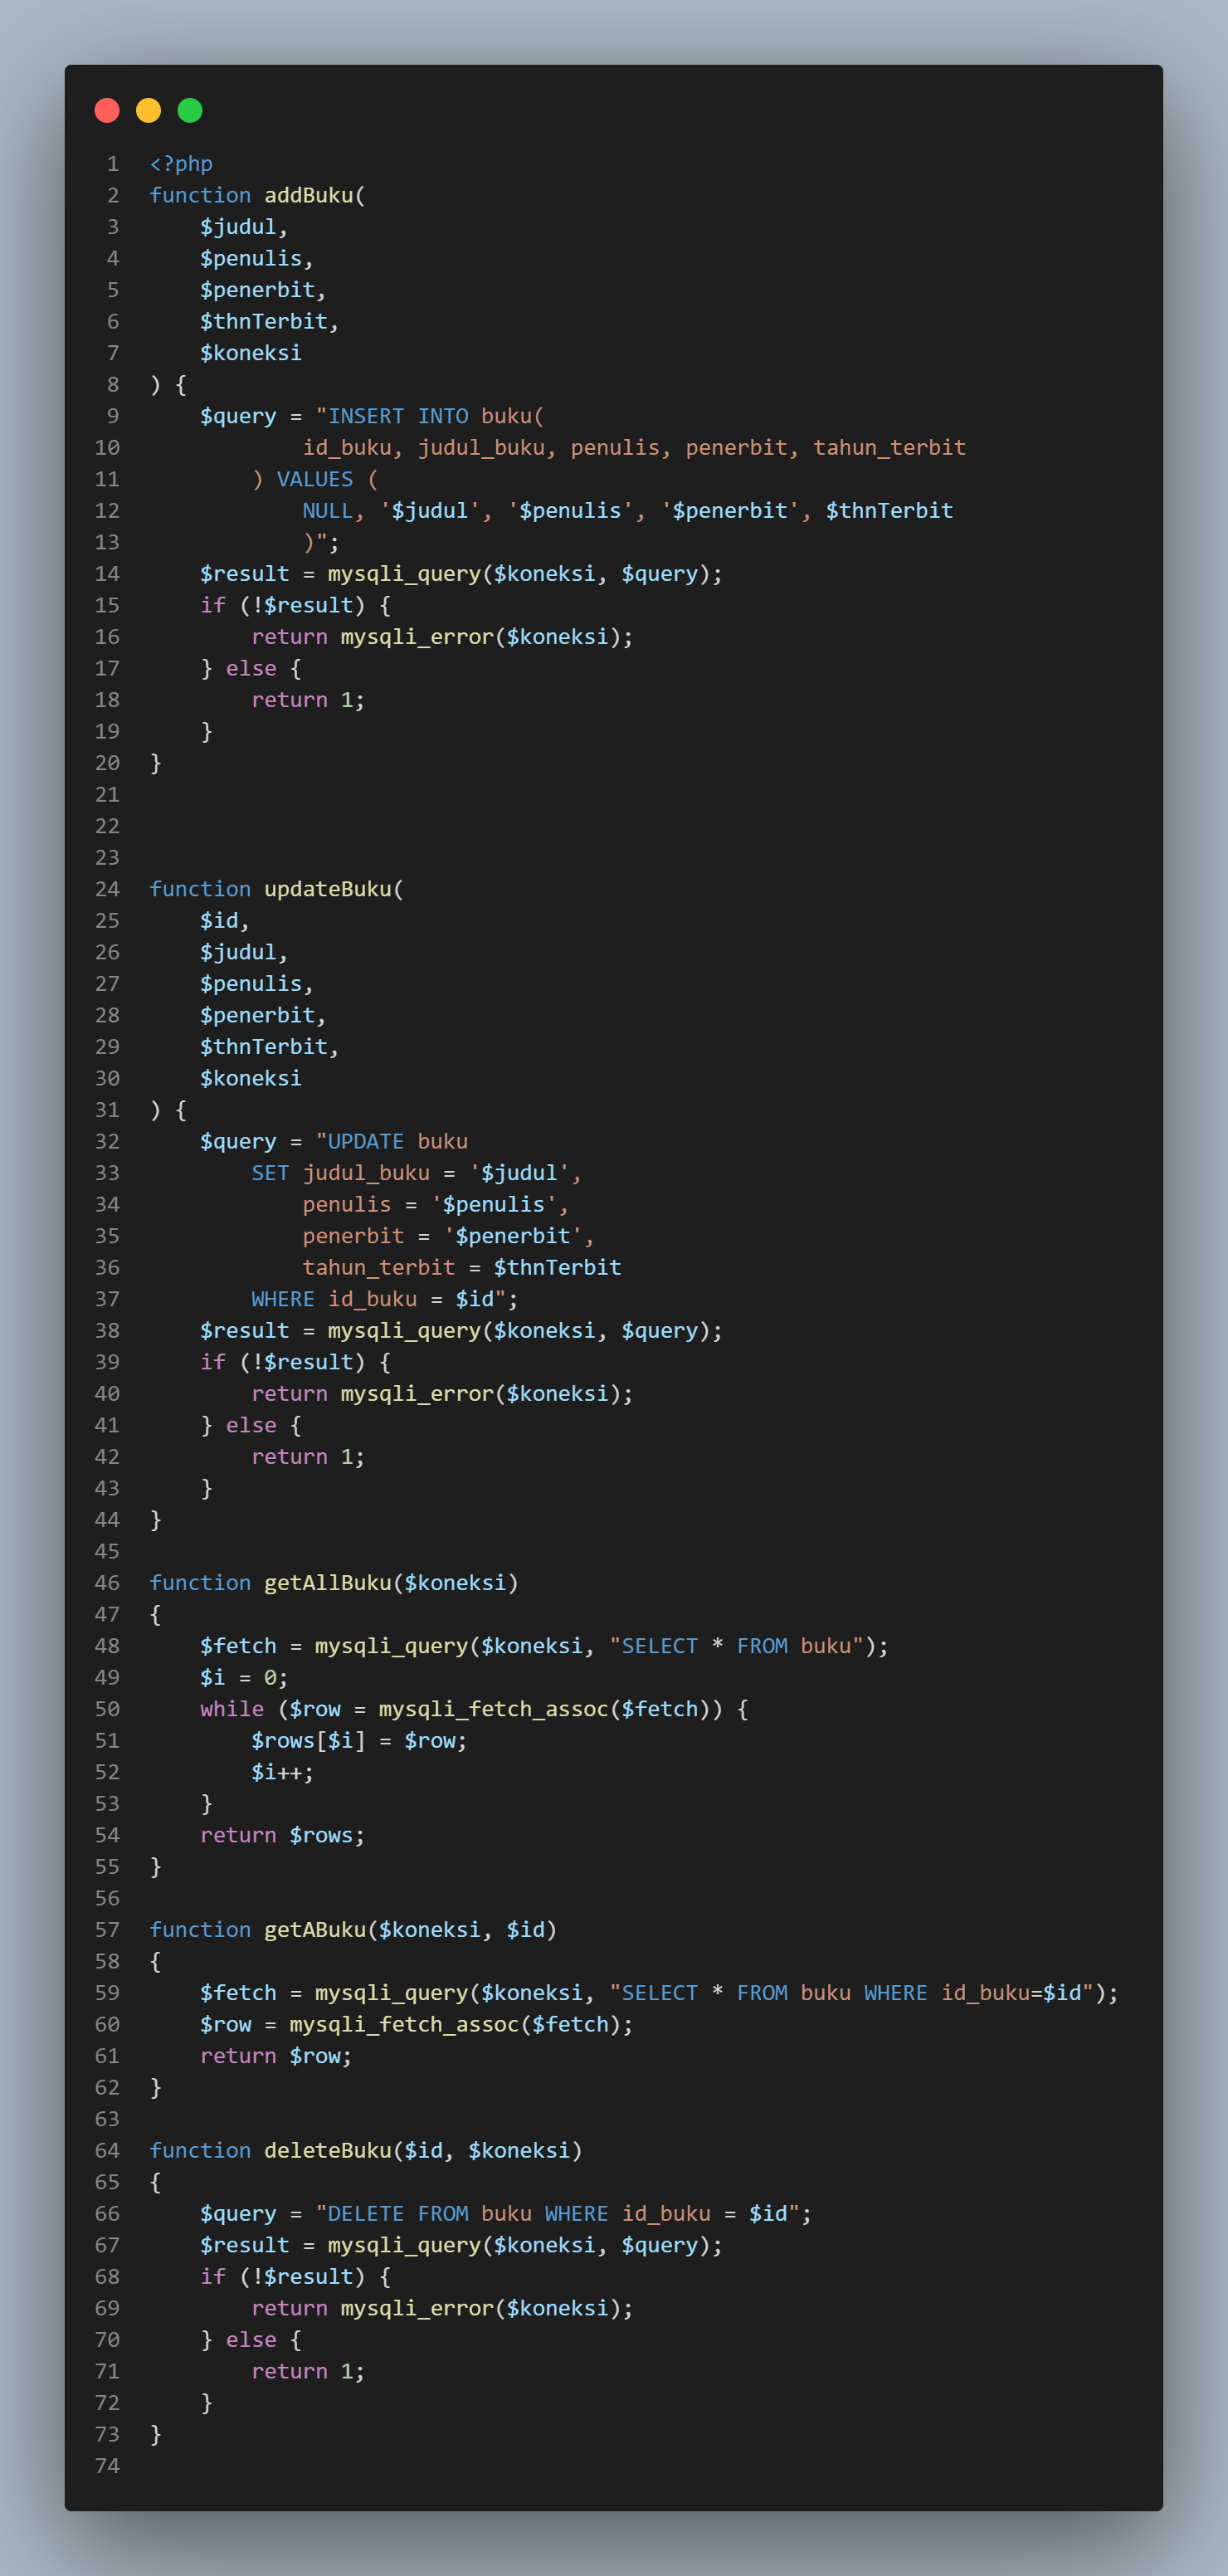 1 <?php
2 function addBuku(
3     $judul,
4     $penulis,
5     $penerbit,
6     $thnTerbit,
7     $koneksi
8 ) {
9     $query = "INSERT INTO buku(
10             id_buku, judul_buku, penulis, penerbit, tahun_terbit
11         ) VALUES (
12             NULL, '$judul', '$penulis', '$penerbit', $thnTerbit
13             )";
14     $result = mysqli_query($koneksi, $query);
15     if (!$result) {
16         return mysqli_error($koneksi);
17     } else {
18         return 1;
19     }
20 }
21
22
23
24 function updateBuku(
25     $id,
26     $judul,
27     $penulis,
28     $penerbit,
29     $thnTerbit,
30     $koneksi
31 ) {
32     $query = "UPDATE buku
33         SET judul_buku = '$judul',
34             penulis = '$penulis',
35             penerbit = '$penerbit',
36             tahun_terbit = $thnTerbit
37         WHERE id_buku = $id";
38     $result = mysqli_query($koneksi, $query);
39     if (!$result) {
40         return mysqli_error($koneksi);
41     } else {
42         return 1;
43     }
44 }
45
46 function getAllBuku($koneksi)
47 {
48     $fetch = mysqli_query($koneksi, "SELECT * FROM buku");
49     $i = 0;
50     while ($row = mysqli_fetch_assoc($fetch)) {
51         $rows[$i] = $row;
52         $i++;
53     }
54     return $rows;
55 }
56
57 function getABuku($koneksi, $id)
58 {
59     $fetch = mysqli_query($koneksi, "SELECT * FROM buku WHERE id_buku=$id");
60     $row = mysqli_fetch_assoc($fetch);
61     return $row;
62 }
63
64 function deleteBuku($id, $koneksi)
65 {
66     $query = "DELETE FROM buku WHERE id_buku = $id";
67     $result = mysqli_query($koneksi, $query);
68     if (!$result) {
69         return mysqli_error($koneksi);
70     } else {
71         return 1;
72     }
73 }
74